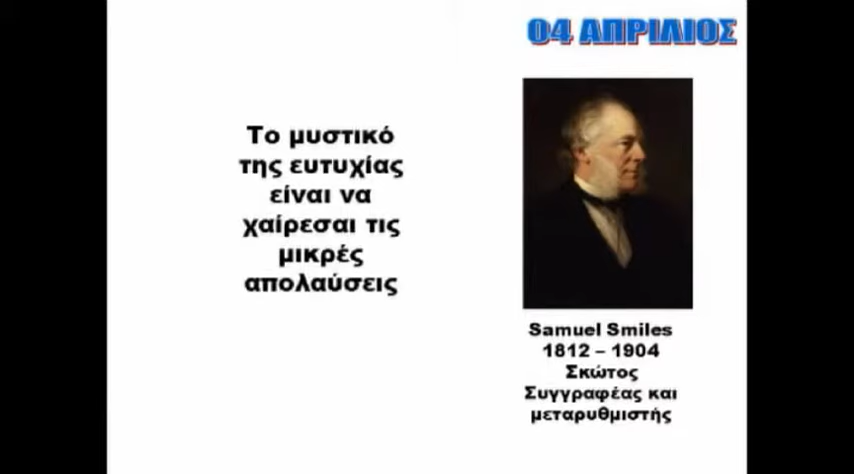 04 ΑΠΡΙΛΙΟΣ
Το μυστικό
της ευτυχίας
είναι να
χαίρεσαι τις
μικρές
απολαύσεις
Samuel Smiles
1812 – 1904
Σκώτος
Συγγραφέας και
μεταρυθμιστής